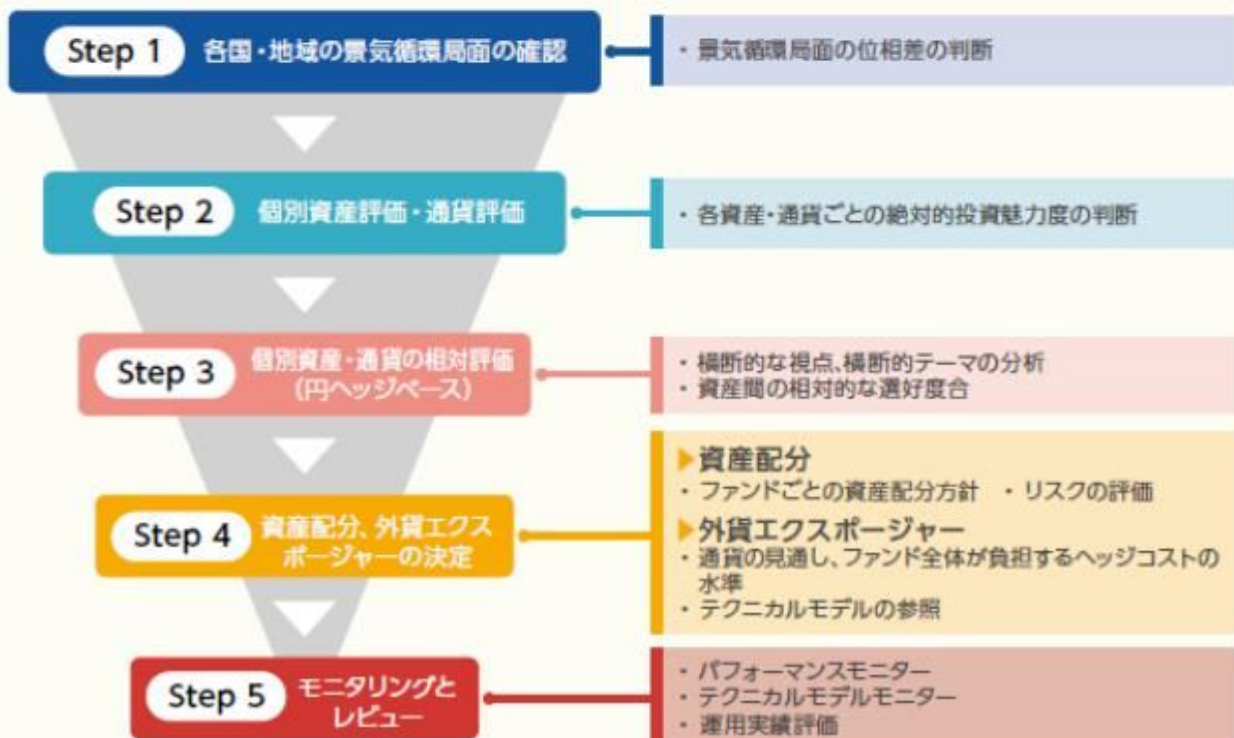 Step 1 各国・地域の景気循環局面の確認
・景気循環局面の位相差の判断
Step 2 個別資産評価・通貨評価
・各資産・通貨ごとの絶対的投資魅力度の判断
Step 3 個別資産・通貨の相対評価
(円ヘッジベース)
・横断的な視点、横断的テーマの分析
・資産間の相対的な選好度合
Step 4 資産配分、外貨エクス
ポージャーの決定
▶資産配分
・ファンドごとの資産配分方針 ・リスクの評価
▶外貨エクスポージャー
・通貨の見通し、ファンド全体が負担するヘッジコストの
水準
・テクニカルモデルの参照
Step 5 モニタリングと
レビュー
・パフォーマンスモニター
・テクニカルモデルモニター
・運用実績評価